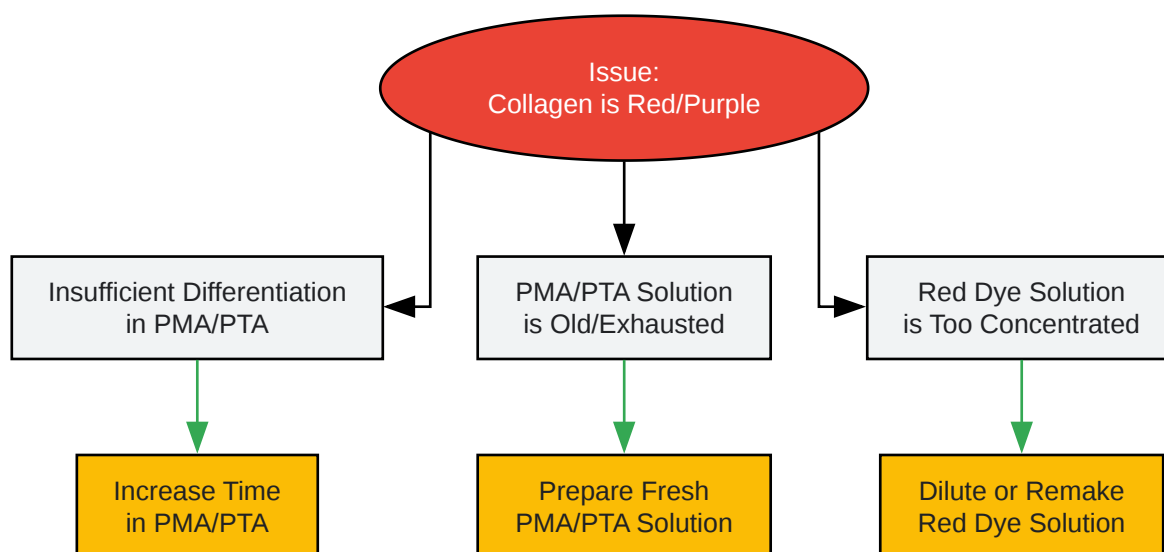 Issue:
Collagen is Red/Purple
Insufficient Differentiation
in PMA/PTA
PMA/PTA Solution
is Old/Exhausted
Red Dye Solution
is Too Concentrated
Increase Time
in PMA/PTA
Prepare Fresh
PMA/PTA Solution
Dilute or Remake
Red Dye Solution